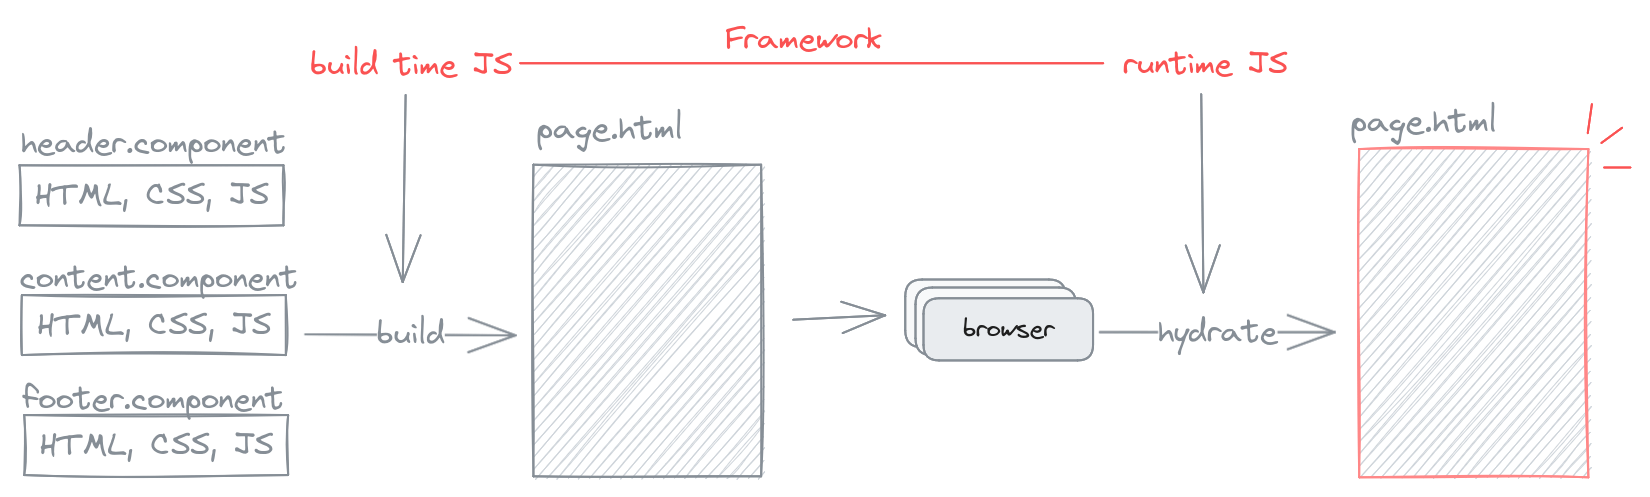 Framework
build time JS
runtime JS
header.component
HTML, CSS, JS
content.component
HTML, CSS, JS
footer.component
HTML, CSS, JS
build
page.html
browser
hydrate
page.html